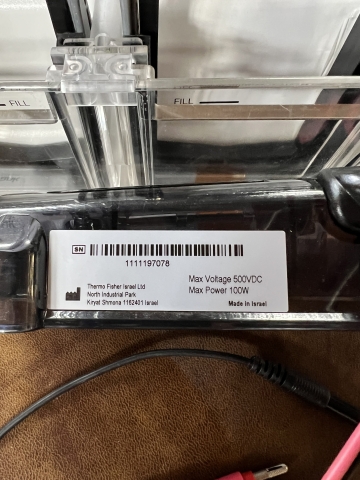 FILL
FILL
SN
1111197078
Thermo Fisher Israel Ltd
North Industrial Park
Kiryat Shmona 1162401 Israel
Max Voltage 500VDC
Max Power 100W
Made In Israel